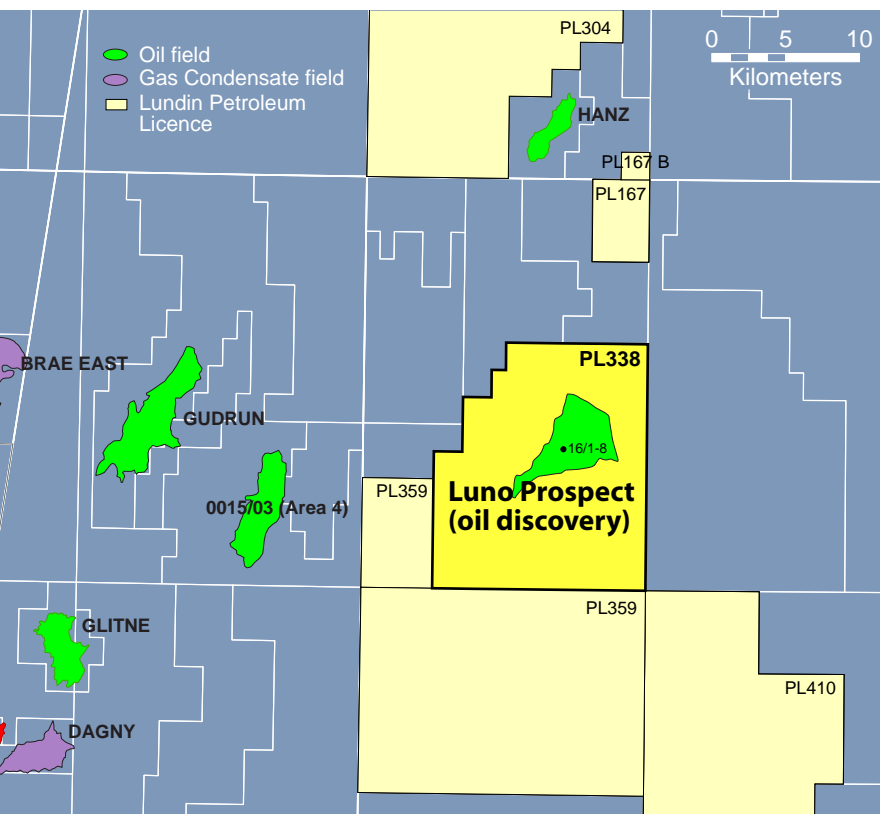 PL304
0 5 10
Kilometers
Oil field
Gas Condensate field
Lundin Petroleum
Licence
HANZ
PL167 B
PL167
BRAE EAST
PL338
GUDRUN
16/1-8
PL359
Luno Prospect
(oil discovery)
0015/03 (Area 4)
PL359
GLITNE
PL410
DAGNY